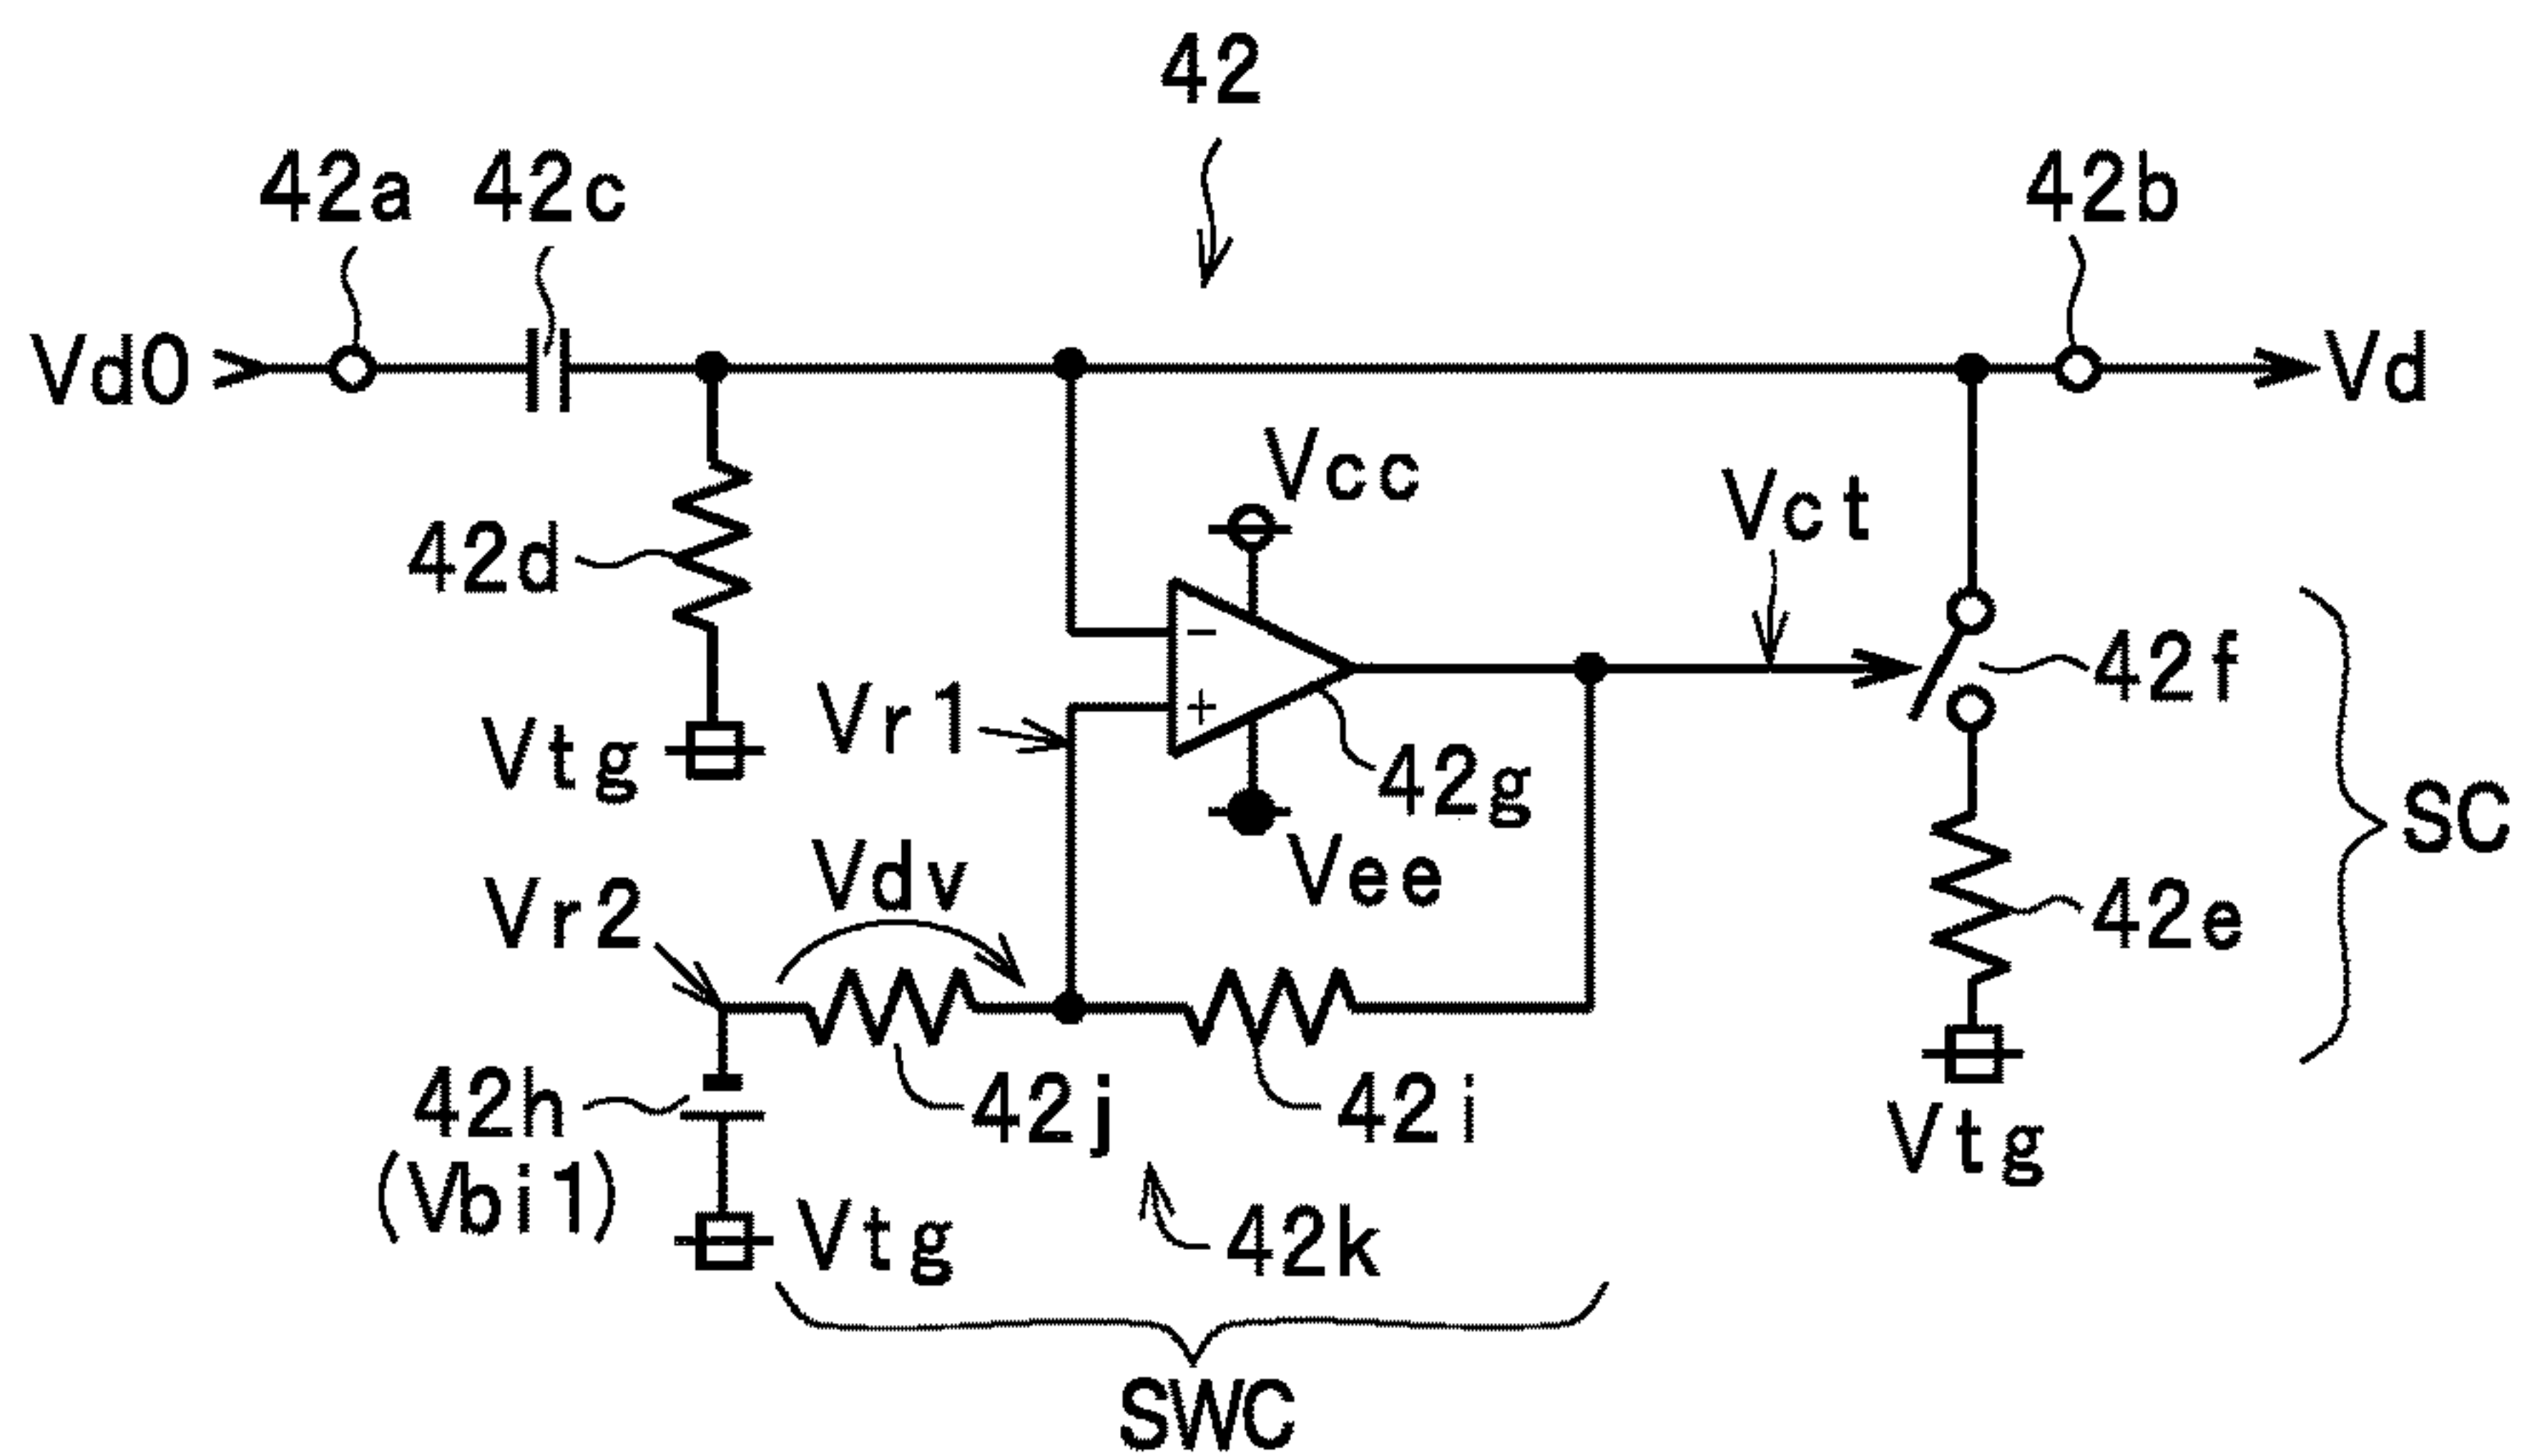 42
42a
42c
42b
Vd0
Vd
Vcc
Vct
42d
−
42f
Vr1
+
Vtg
42g
SC
Vdv
Vee
Vr2
42e
42h
42j
42i
(Vbi1)
Vtg
Vtg
42k
SWC